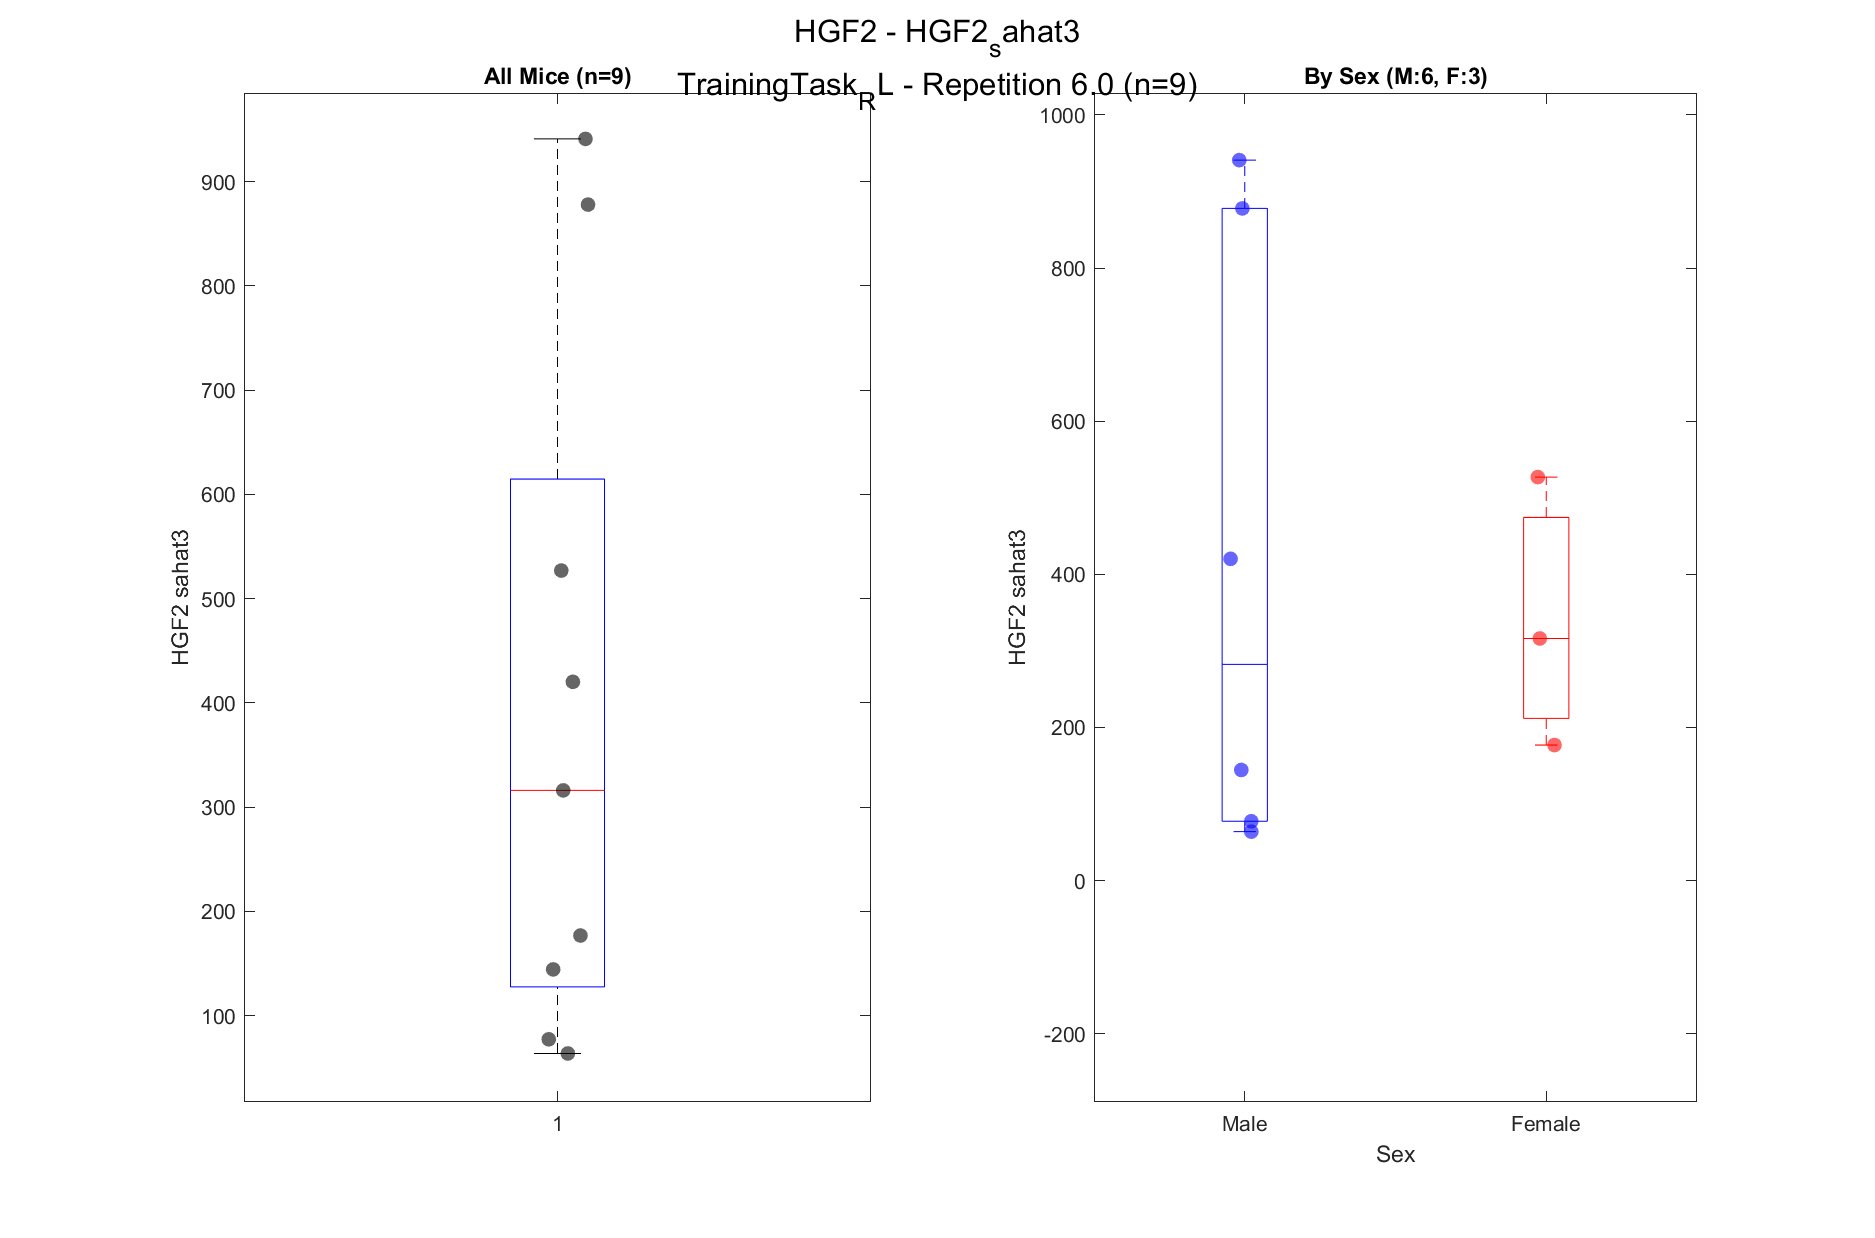 HGF2 - HGF2sahat3
TrainingTaskRL - Repetition 6.0 (n=9)
All Mice (n=9)
900
800
700
600
500
400
300
200
100
HGF2 sahat3
1
By Sex (M:6, F:3)
1000
800
600
400
200
0
-200
HGF2 sahat3
Male Female
Sex